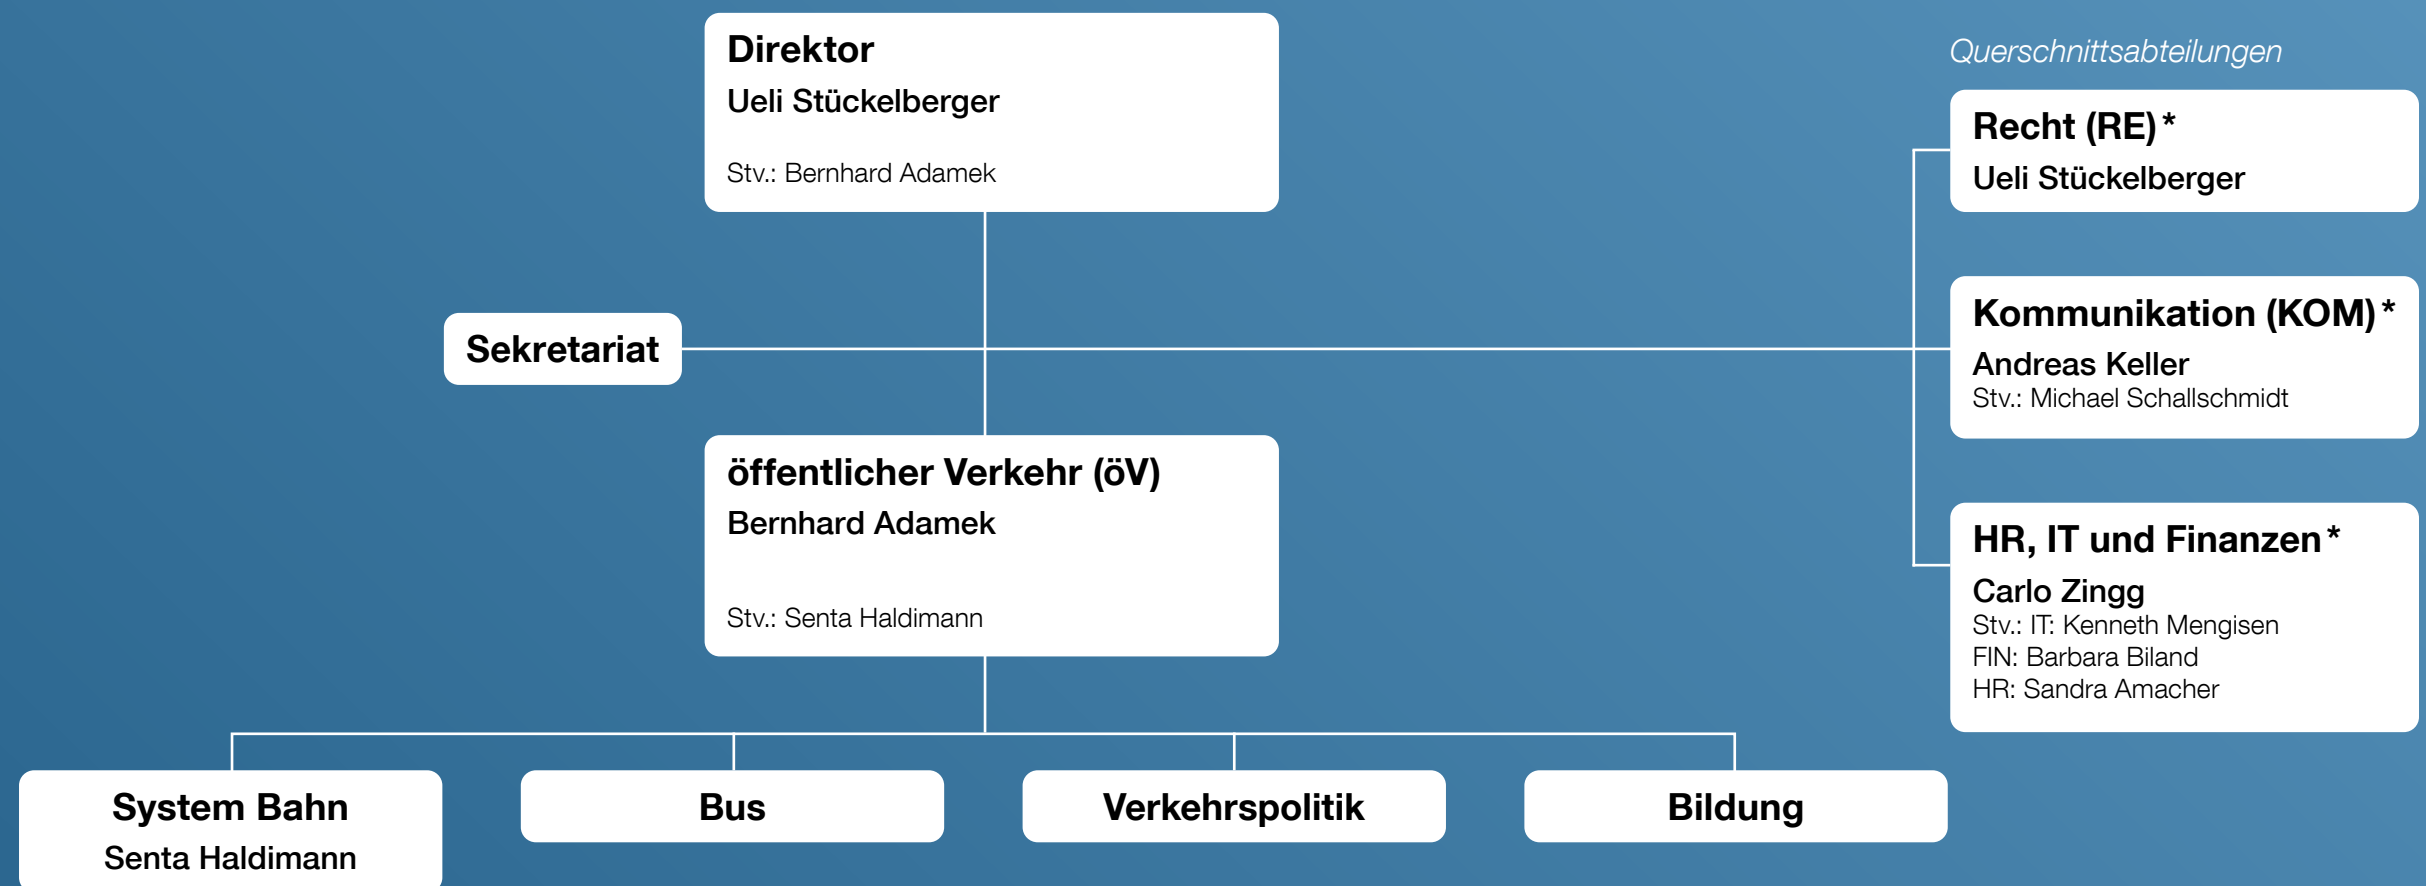 Direktor
Ueli Stückelberger
Stv.: Bernhard Adamek
Querschnittsabteilungen
Recht (RE)*
Ueli Stückelberger
Kommunikation (KOM)*
Andreas Keller
Stv.: Michael Schallschmidt
Sekretariat
öffentlicher Verkehr (öV)
Bernhard Adamek
Stv.: Senta Haldimann
HR, IT und Finanzen*
Carlo Zingg
Stv.: IT: Kenneth Mengisen
FIN: Barbara Biland
HR: Sandra Amacher
System Bahn
Senta Haldimann
Bus
Verkehrspolitik
Bildung